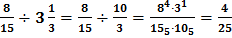 8/15 ÷ 3 1/3 = 8/15 ÷ 10/3 = 8⁴·3¹/15₅·10₅ = 4/25